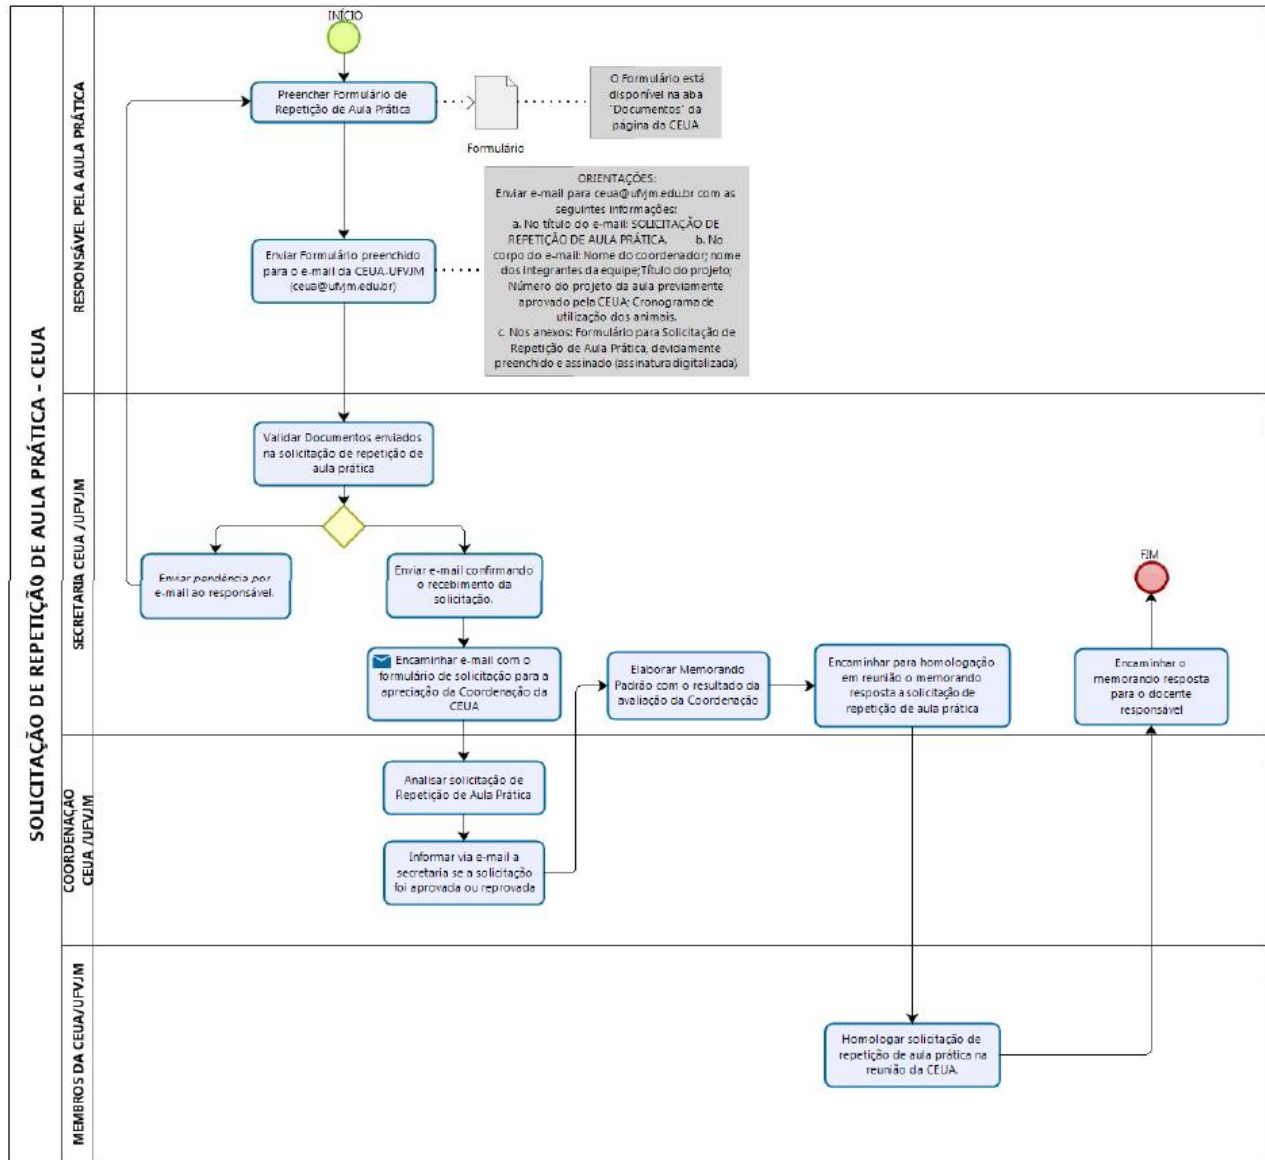 SOLICITAÇÃO DE REPETIÇÃO DE AULA PRÁTICA - CEUA
RESPONSÁVEL PELA AULA PRÁTICA
INÍCIO
Preencher Formulário de
Repetição de Aula Prática
Formulário
O Formulário está
disponível na aba
"Documentos" da
página da CEUA
Enviar Formulário preenchido
para o e-mail da CEUA-UFVJM
(ceua@ufvjm.edu.br)
ORIENTAÇÕES:
Enviar e-mail para ceua@ufvjm.edu.br com as
seguintes informações:
a. No título do e-mail: SOLICITAÇÃO DE
REPETIÇÃO DE AULA PRÁTICA. b. No
corpo do e-mail: Nome do coordenador; nome
dos integrantes da equipe; Título do projeto;
Número do projeto da aula previamente
aprovado pela CEUA; Cronograma de
utilização dos animais.
c. Nos anexos: Formulário para Solicitação de
Repetição de Aula Prática, devidamente
preenchido e assinado (assinatura digitalizada).
SECRETARIA CEUA /UFVJM
Validar Documentos enviados
na solicitação de repetição de
aula prática
Enviar pendência por
e-mail ao responsável.
Enviar e-mail confirmando
o recebimento da
solicitação.
Encaminhar e-mail com o
formulário de solicitação para a
apreciação da Coordenação da
CEUA
Elaborar Memorando
Padrão com o resultado da
avaliação da Coordenação
Encaminhar para homologação
em reunião o memorando
resposta a solicitação de
repetição de aula prática
FIM
Encaminhar o
memorando resposta
para o docente
responsável
COORDENAÇÃO
CEUA /UFVJM
Analisar solicitação de
Repetição de Aula Prática
Informar via e-mail a
secretaria se a solicitação
foi aprovada ou reprovada
MEMBROS DA CEUA/UFVJM
Homologar solicitação de
repetição de aula prática na
reunião da CEUA.